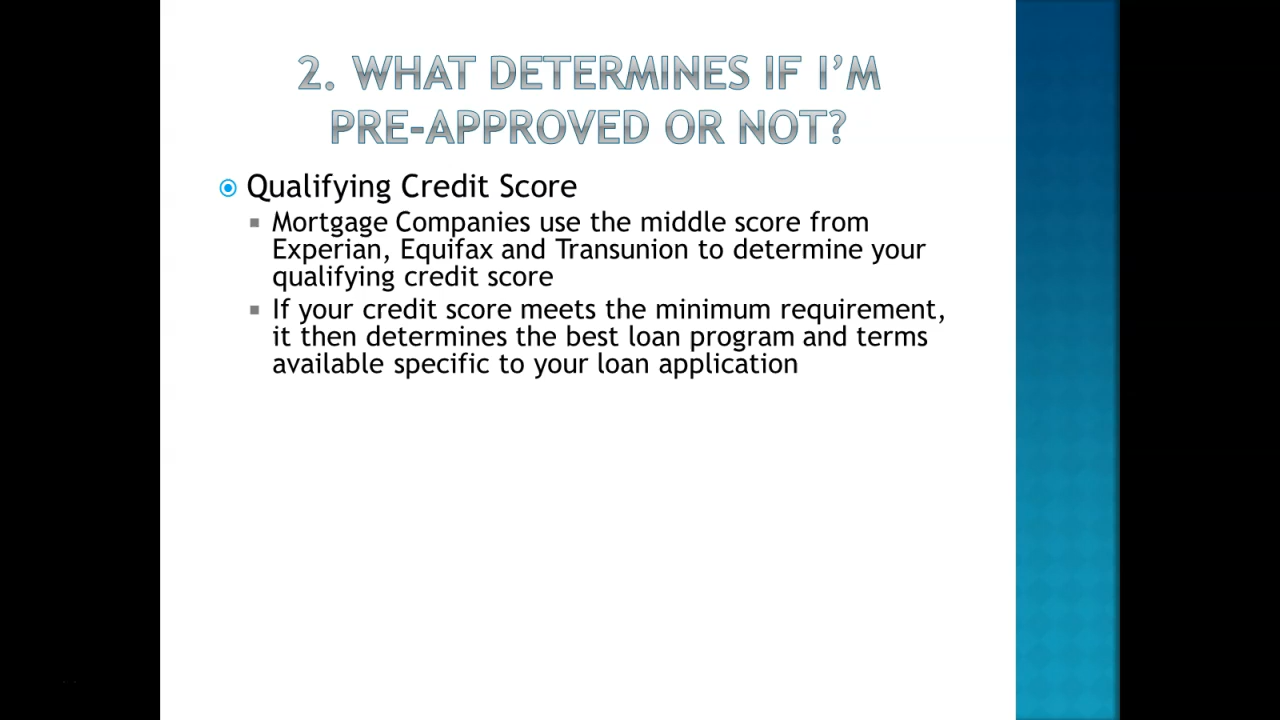 2. WHAT DETERMINES IF I'M
PRE-APPROVED OR NOT?
Qualifying Credit Score
Mortgage Companies use the middle score from
Experian, Equifax and Transunion to determine your
qualifying credit score
If your credit score meets the minimum requirement,
it then determines the best loan program and terms
available specific to your loan application